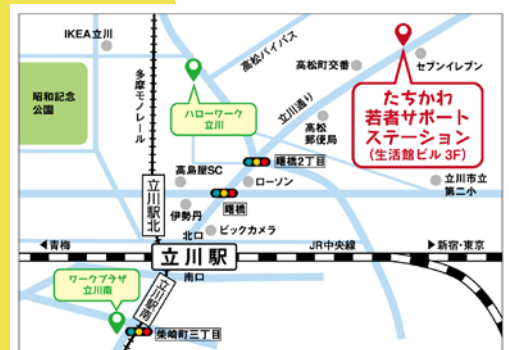 IKEA立川
高松バイパス
多摩モノレール
高松町交番
セブンイレブン
昭和記念
公園
ハローワーク
立川
立川通り
たちかわ
若者サポート
ステーション
(生活館ビル3F)
高松
郵便局
曙橋2丁目
高島屋SC
ローソン
立川市立
第二小
立川駅北
曙橋
伊勢丹
北口
ビックカメラ
◀青梅
立川駅
JR中央線
▶新宿・東京
南口
ワークプラザ
立川南
立川駅南
柴崎町三丁目